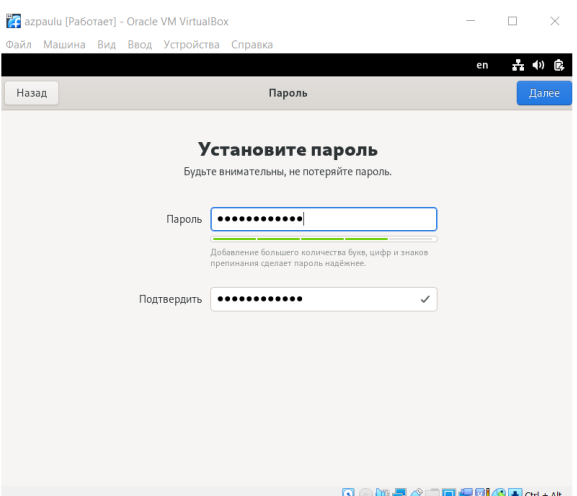 azpaulu [Работает] - Oracle VM VirtualBox
Файл Машина Вид Ввод Устройства Справка
en
Назад Пароль Далее
Установите пароль
Будьте внимательны, не потеряйте пароль.
Пароль ●●●●●●●●●●●●
Добавление большего количества букв, цифр и знаков
препинания сделает пароль надёжнее.
Подтвердить ●●●●●●●●●●●●
Ctrl + Alt